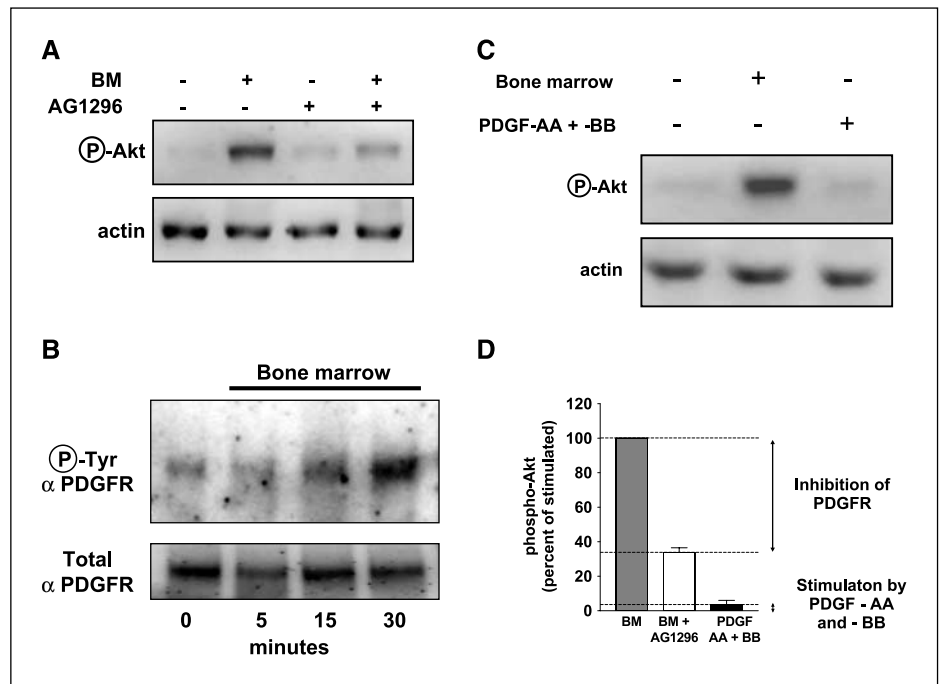 A
BM - + - +
AG1296 - - + +
Ⓟ-Akt
actin
B
Bone marrow
Ⓟ-Tyr
α PDGFR
Total
α PDGFR
0 5 15 30
minutes
C
Bone marrow - + -
PDGF-AA + -BB - - +
Ⓟ-Akt
actin
D
phospho-Akt
(percent of stimulated)
120
100
80
60
40
20
0
BM
BM +
AG1296
PDGF
AA + BB
Inhibition of
PDGFR
Stimulaton by
PDGF - AA
and - BB